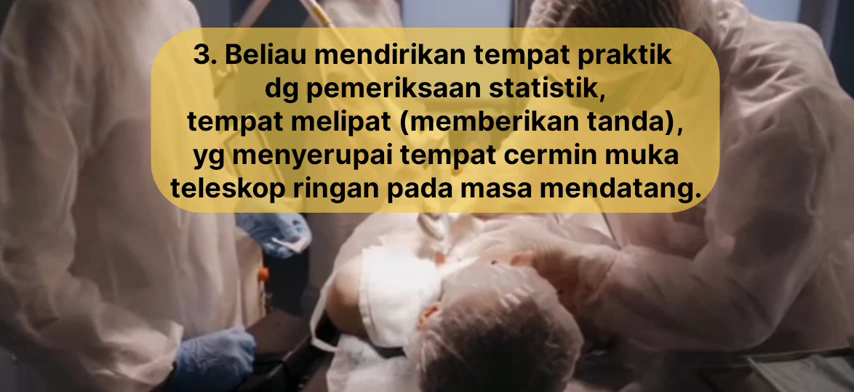 3. Beliau mendirikan tempat praktik
dg pemeriksaan statistik,
tempat melipat (memberikan tanda),
yg menyerupai tempat cermin muka
teleskop ringan pada masa mendatang.